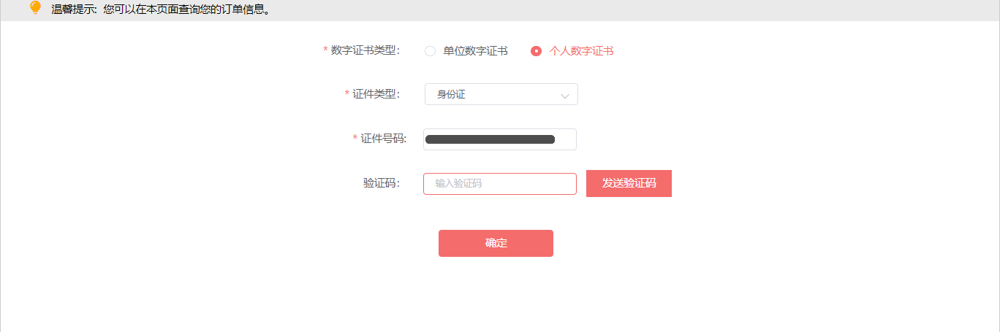 温馨提示: 您可以在本页面查询您的订单信息。
* 数字证书类型: 单位数字证书 个人数字证书
* 证件类型: 身份证
* 证件号码:
验证码: 输入验证码 发送验证码
确定